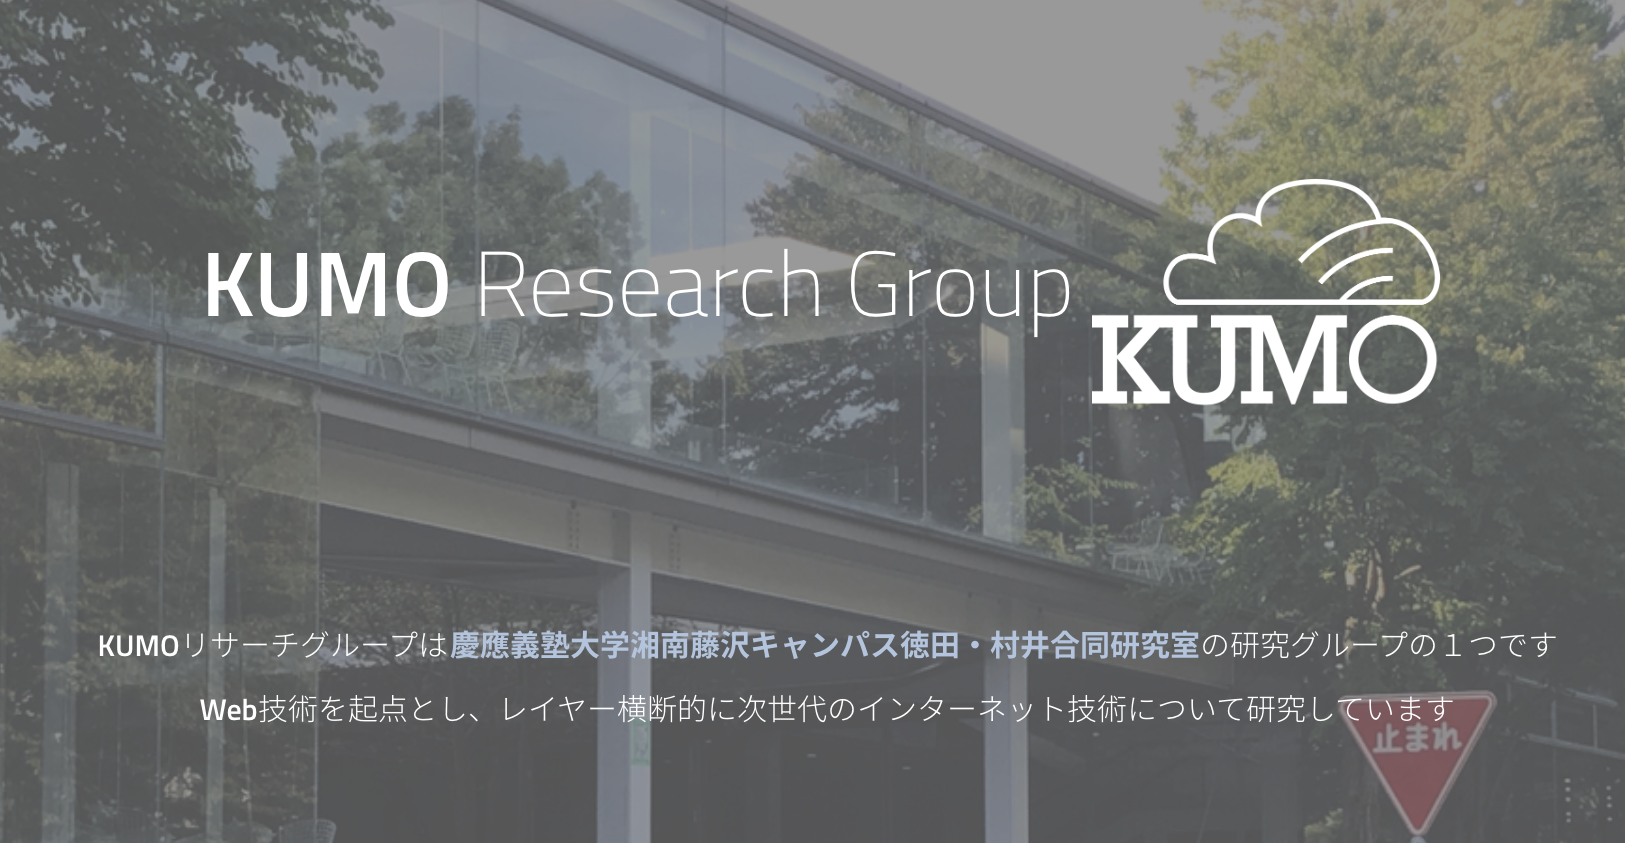 KUMO Research Group
KUMO
KUMOリサーチグループは慶應義塾大学湘南藤沢キャンパス徳田・村井合同研究室の研究グループの１つです
Web技術を起点とし、レイヤー横断的に次世代のインターネット技術について研究しています
止まれ